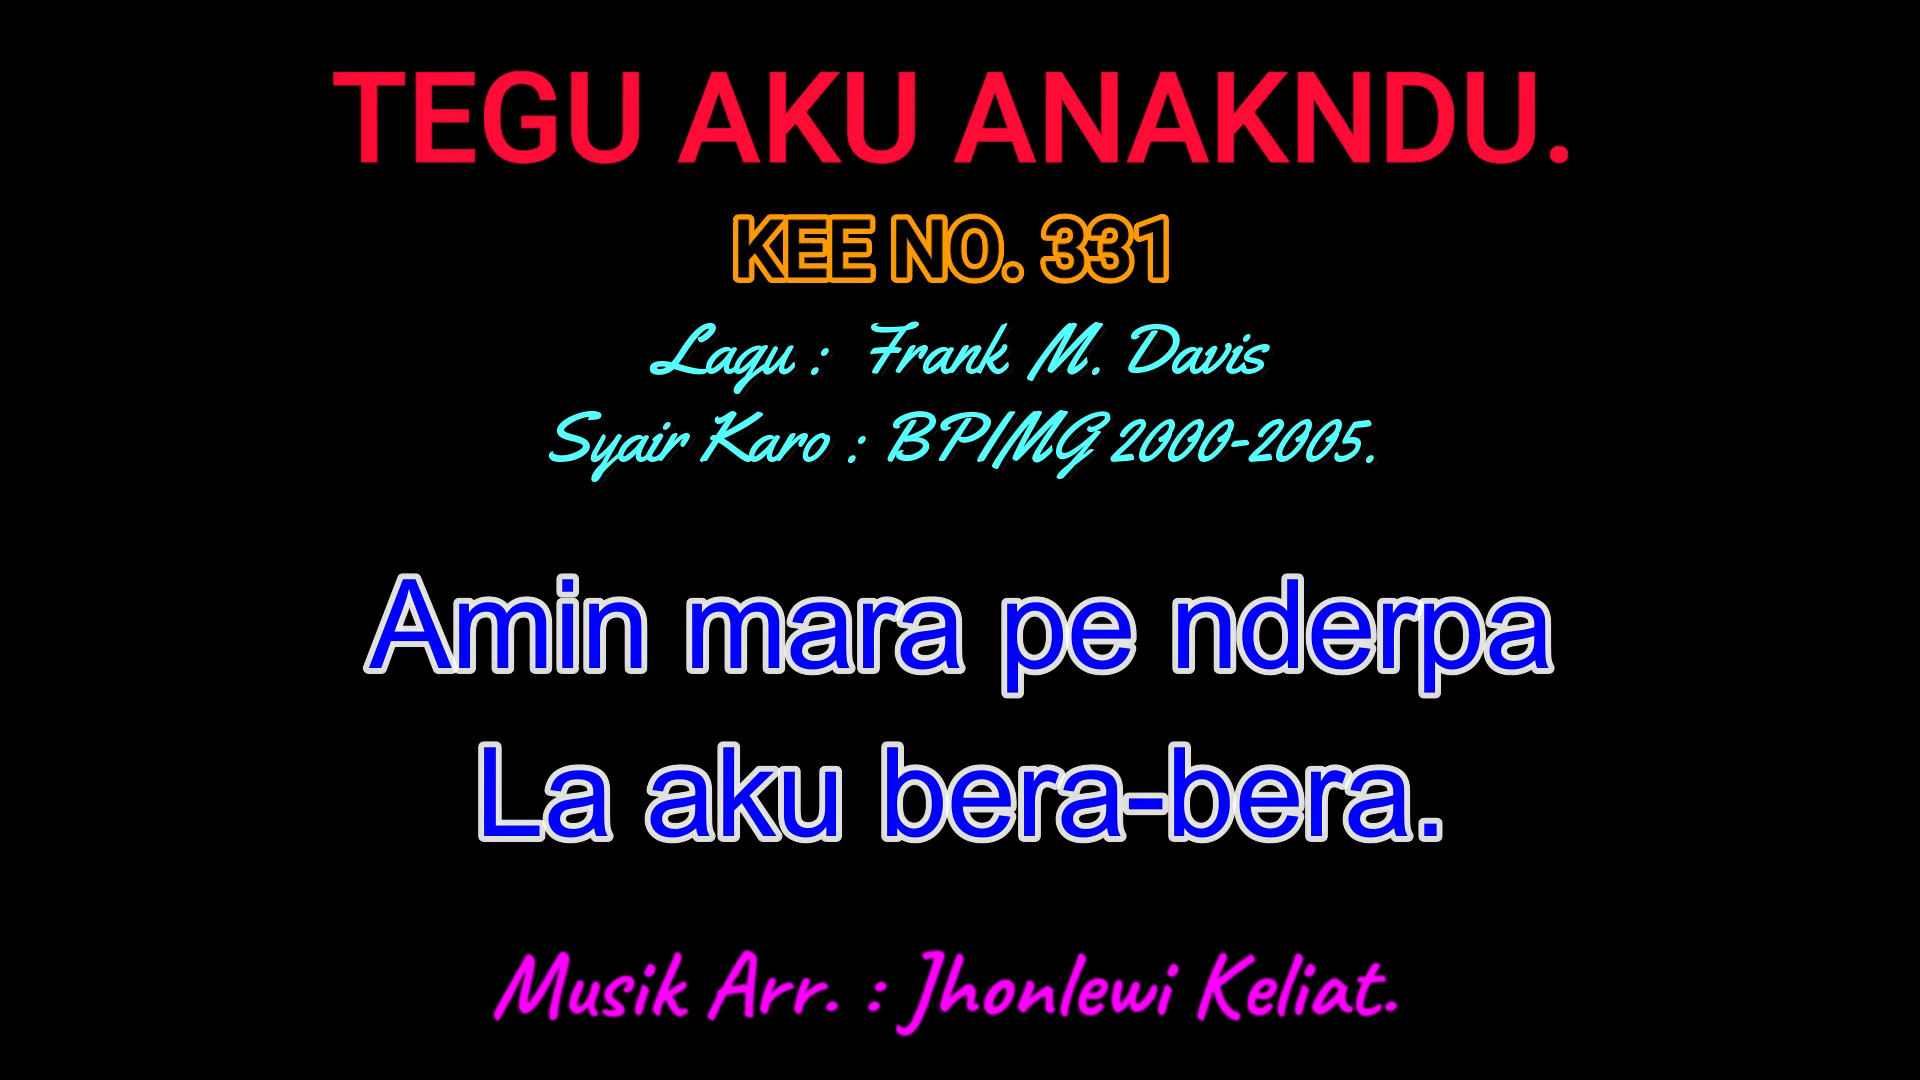 TEGU AKU ANAKNDU.
KEE NO. 331
Lagu : Frank M. Davis
Syair Karo : BPIMG 2000-2005.
Amin mara pe nderpa
La aku bera-bera.
Musik Arr. : Jhonlewi Keliat.